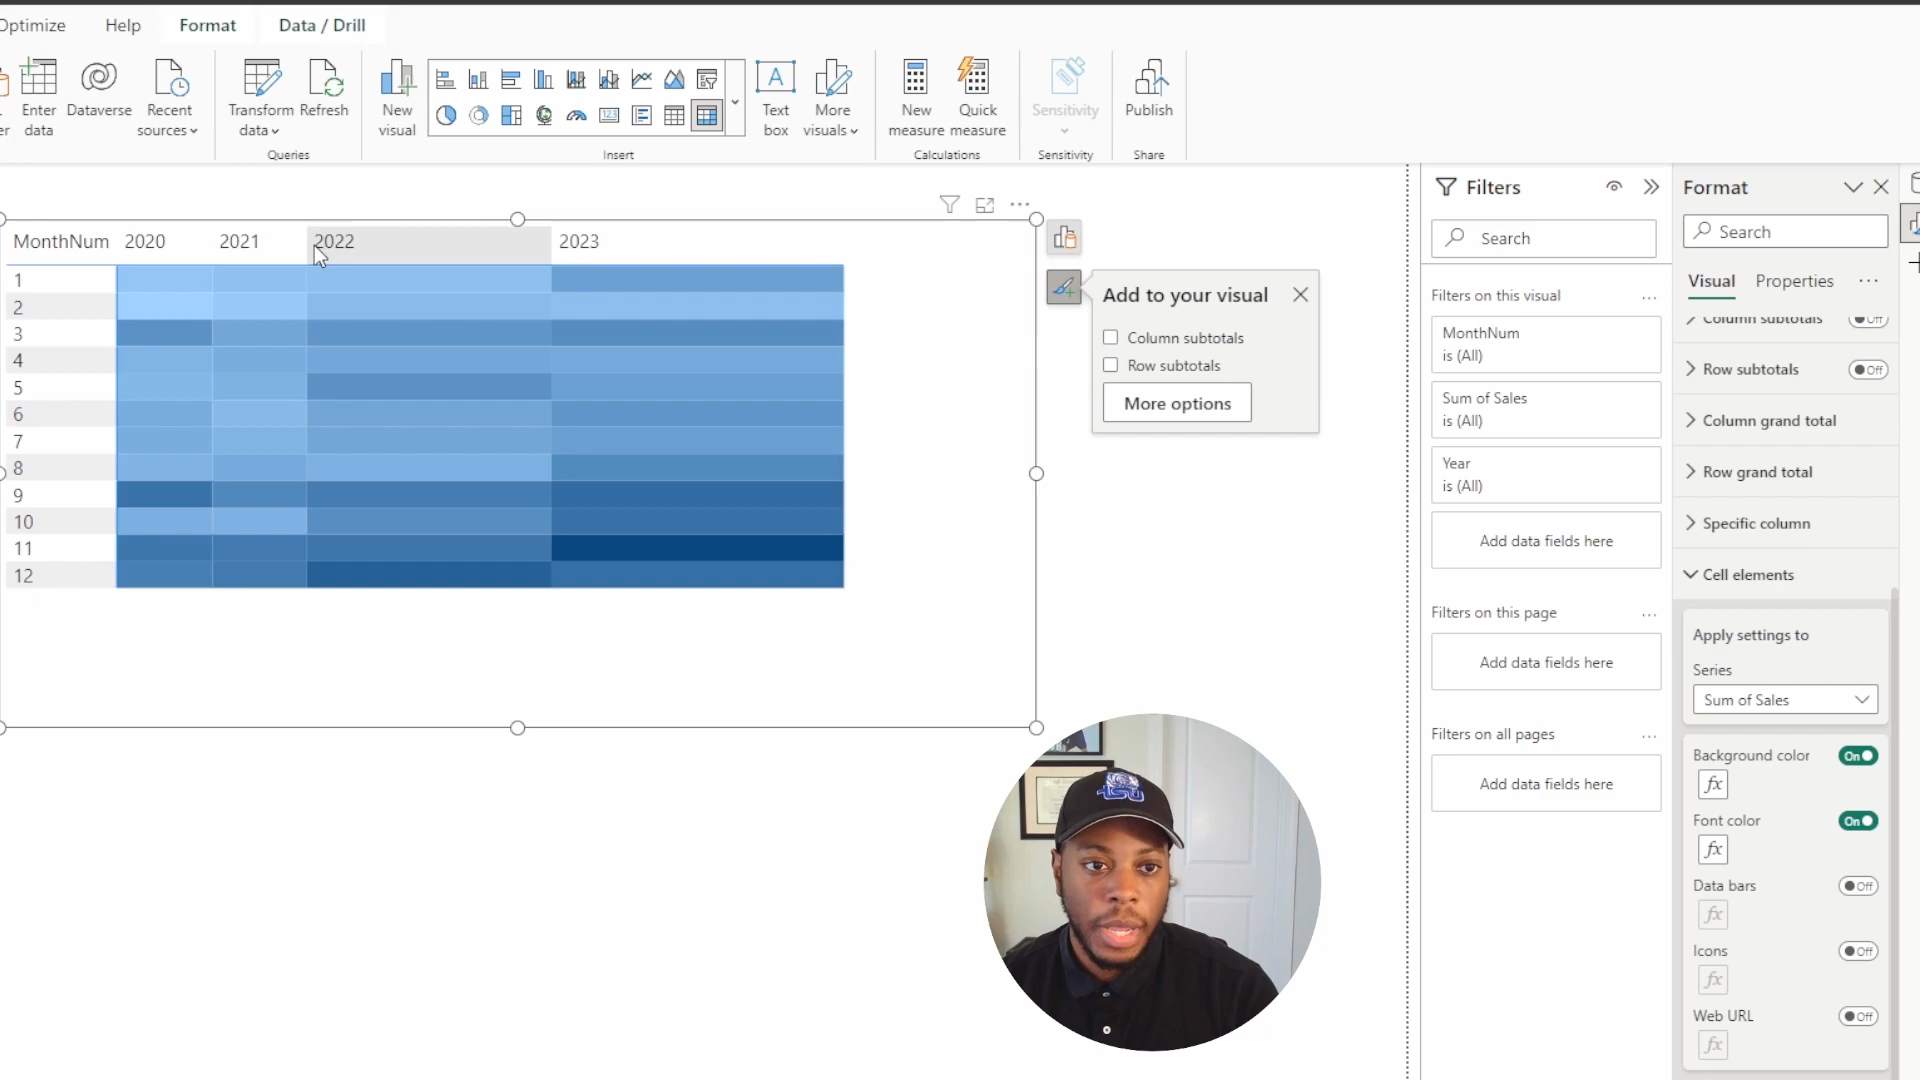 Optimize Help Format Data / Drill
Enter data
Dataverse
Recent sources
Transform data
Refresh
Queries
New visual
Text box
More visuals
Insert
New measure
Quick measure
Calculations
Sensitivity
Sensitivity
Publish
Share
MonthNum 2020 2021 2022 2023
1
2
3
4
5
6
7
8
9
10
11
12
Add to your visual
Column subtotals
Row subtotals
More options
Filters
Search
Filters on this visual ...
MonthNum
is (All)
Sum of Sales
is (All)
Year
is (All)
Add data fields here
Filters on this page ...
Add data fields here
Filters on all pages ...
Add data fields here
Format
Search
Visual Properties ...
Column subtotals Off
Row subtotals Off
Column grand total
Row grand total
Specific column
Cell elements
Apply settings to
Series
Sum of Sales
Background color On
fx
Font color On
fx
Data bars Off
fx
Icons Off
fx
Web URL Off
fx